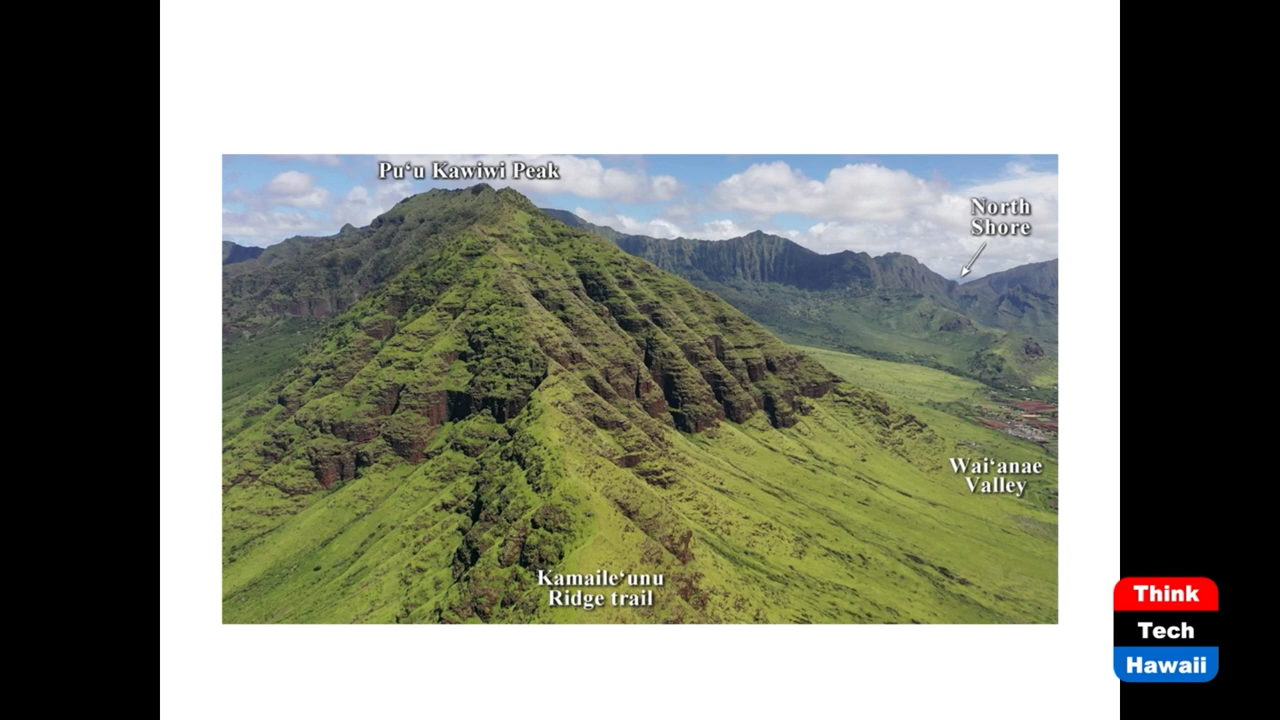 Pu‘u Kawiwi Peak
North
Shore
Wai‘anae
Valley
Kamaile‘unu
Ridge trail
Think
Tech
Hawaii